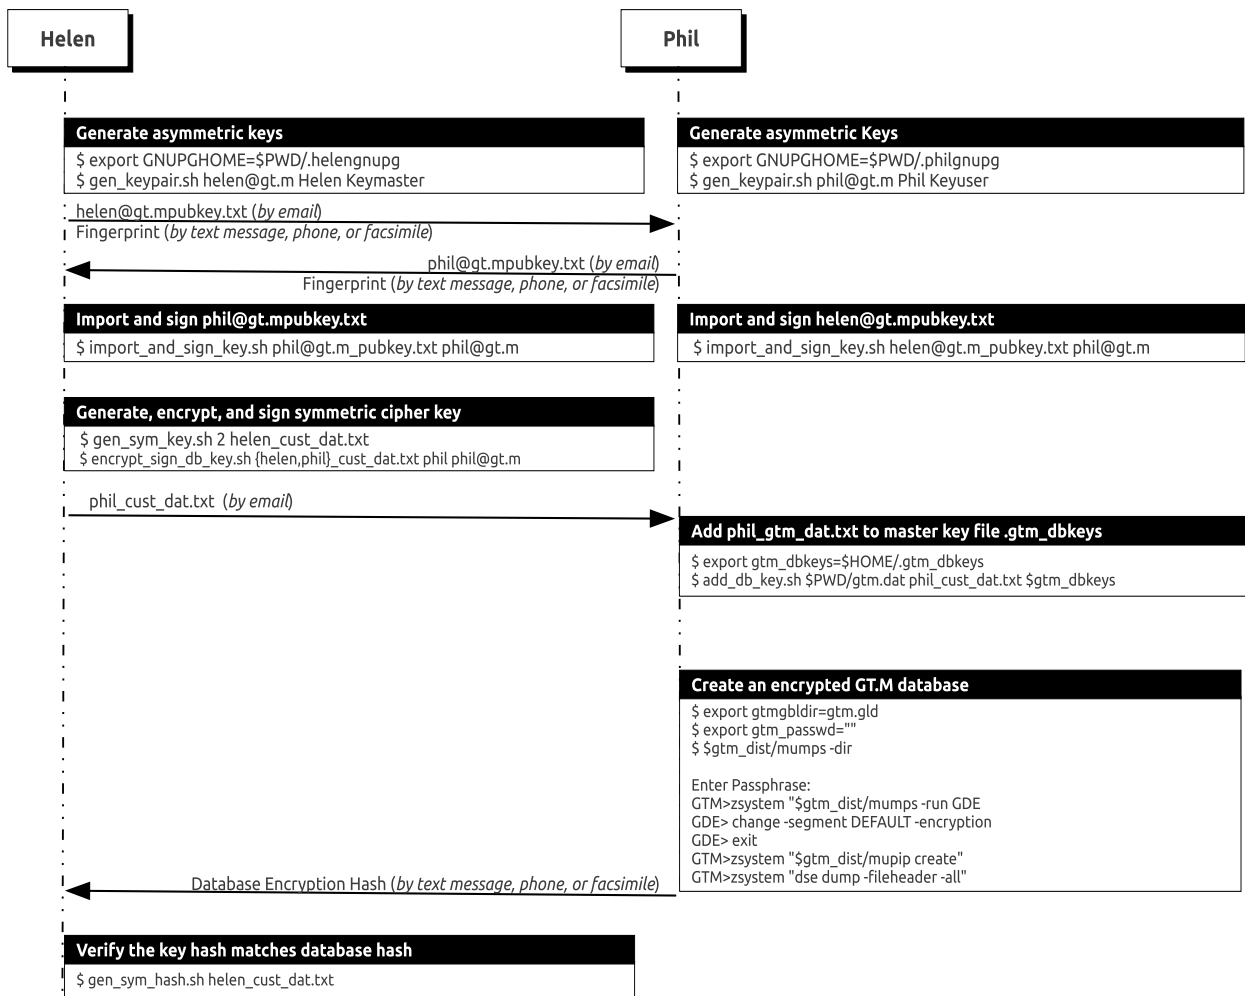 Helen
Phil
Generate asymmetric keys
$ export GNUPGHOME=$PWD/.helengnupg
$ gen_keypair.sh helen@gt.m Helen Keymaster
Generate asymmetric Keys
$ export GNUPGHOME=$PWD/.philgnupg
$ gen_keypair.sh phil@gt.m Phil Keyuser
helen@gt.mpubkey.txt (by email)
Fingerprint (by text message, phone, or facsimile)
phil@gt.mpubkey.txt (by email)
Fingerprint (by text message, phone, or facsimile)
Import and sign phil@gt.mpubkey.txt
$ import_and_sign_key.sh phil@gt.m_pubkey.txt phil@gt.m
Import and sign helen@gt.mpubkey.txt
$ import_and_sign_key.sh helen@gt.m_pubkey.txt phil@gt.m
Generate, encrypt, and sign symmetric cipher key
$ gen_sym_key.sh 2 helen_cust_dat.txt
$ encrypt_sign_db_key.sh {helen,phil}_cust_dat.txt phil phil@gt.m
phil_cust_dat.txt (by email)
Add phil_gtm_dat.txt to master key file .gtm_dbkeys
$ export gtm_dbkeys=$HOME/.gtm_dbkeys
$ add_db_key.sh $PWD/gtm.dat phil_cust_dat.txt $gtm_dbkeys
Create an encrypted GT.M database
$ export gtmgbldir=gtm.gld
$ export gtm_passwd=""
$ $gtm_dist/mumps -dir
Enter Passphrase:
GTM>zsystem "$gtm_dist/mumps -run GDE
GDE> change -segment DEFAULT -encryption
GDE> exit
GTM>zsystem "$gtm_dist/mupip create"
GTM>zsystem "dse dump -fileheader -all"
Database Encryption Hash (by text message, phone, or facsimile)
Verify the key hash matches database hash
$ gen_sym_hash.sh helen_cust_dat.txt